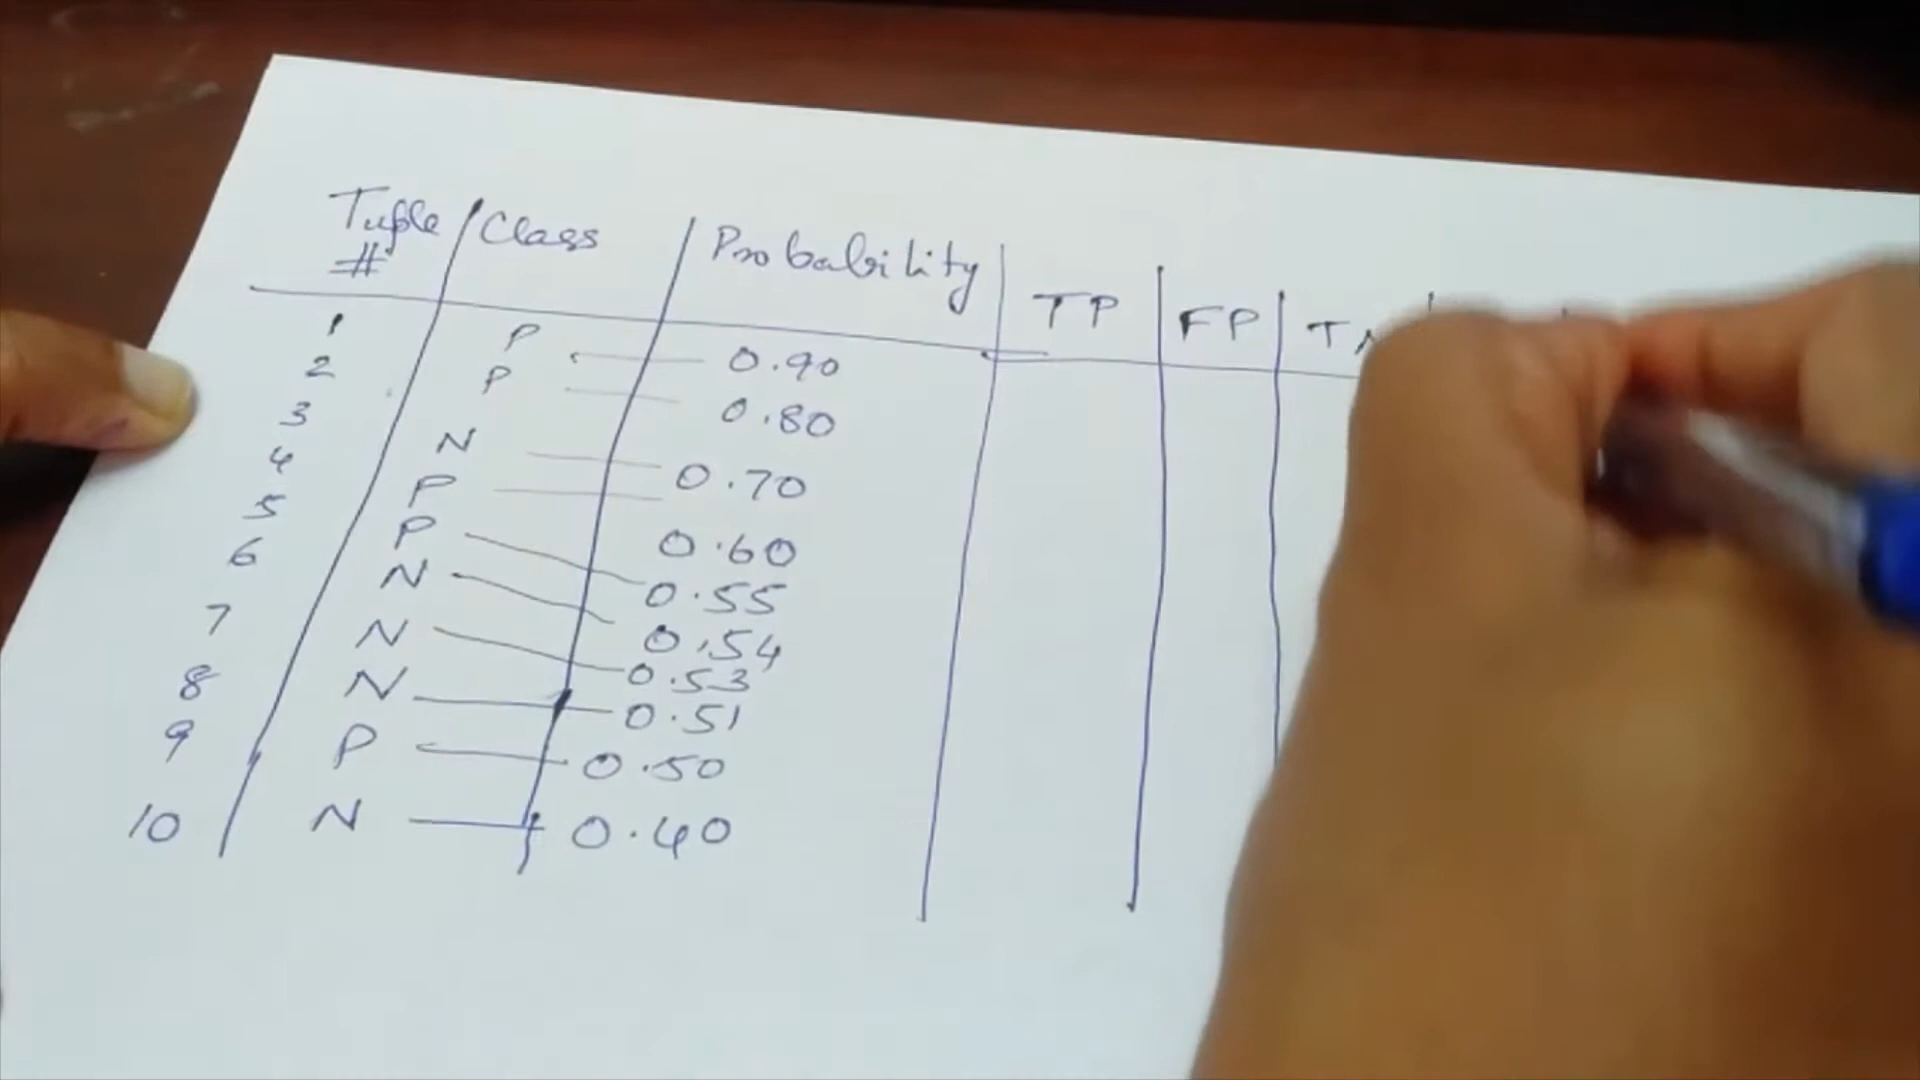 Tuple # Class Probability TP FP TN
1 P 0.90
2 P 0.80
3 N 0.70
4 P 0.60
5 P 0.55
6 N 0.54
7 N 0.53
8 N 0.51
9 P 0.50
10 N 0.40